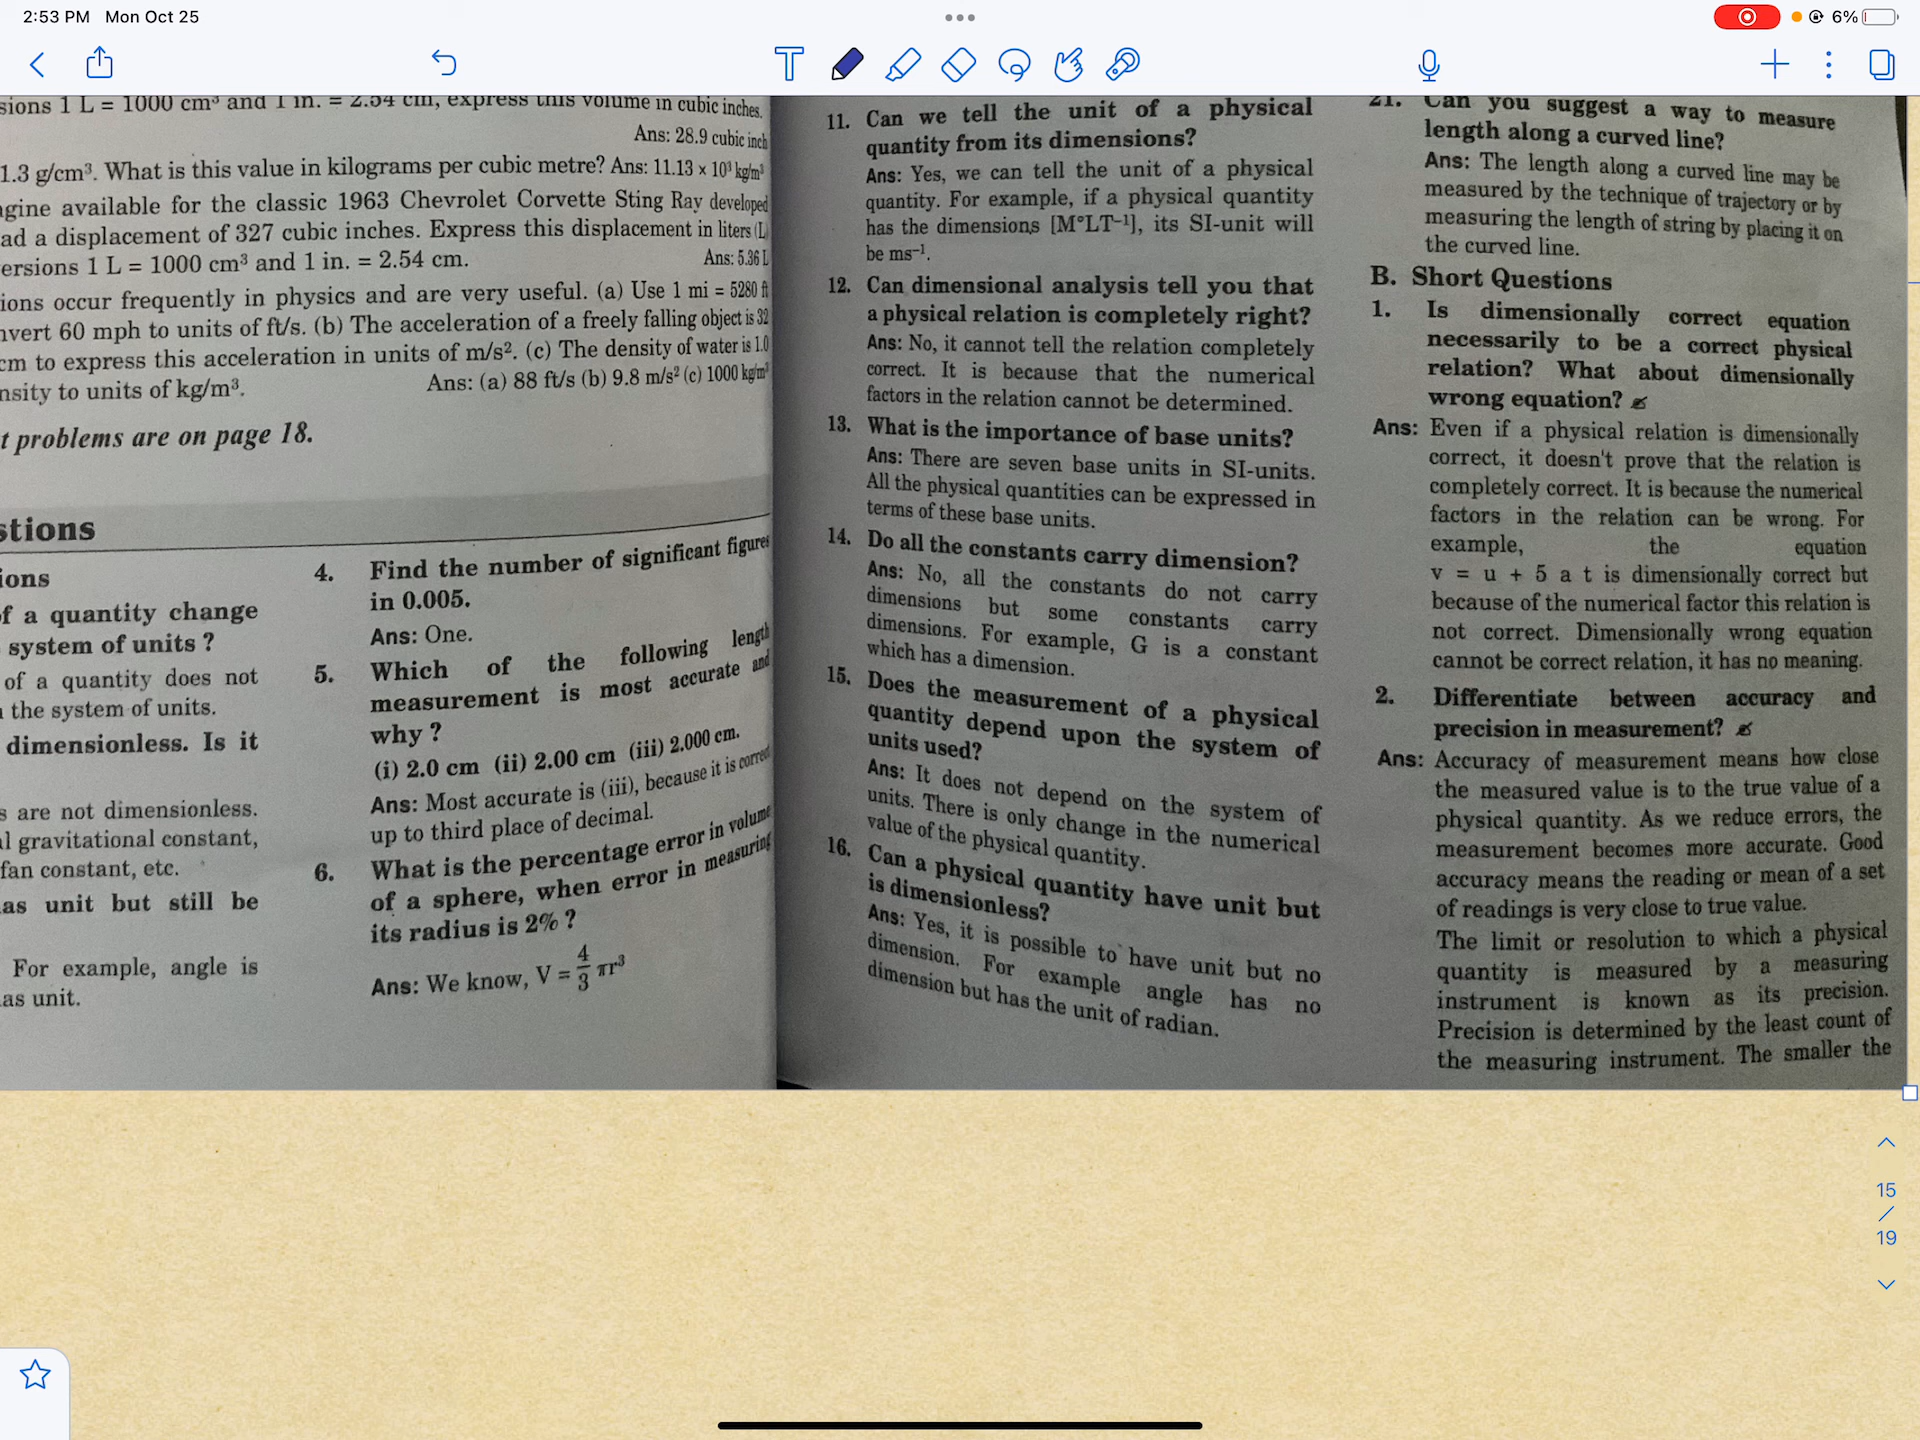 2:53 PM Mon Oct 25
6%
sions 1 L = 1000 cm³ and 1 in. = 2.54 cm, express this volume in cubic inches.
Ans: 28.9 cubic inch
1.3 g/cm³. What is this value in kilograms per cubic metre? Ans: 11.13 × 10³ kg/m³
gine available for the classic 1963 Chevrolet Corvette Sting Ray developed
ad a displacement of 327 cubic inches. Express this displacement in liters (L
ersions 1 L = 1000 cm³ and 1 in. = 2.54 cm.
Ans: 5.36 L
ions occur frequently in physics and are very useful. (a) Use 1 mi = 5280 ft
nvert 60 mph to units of ft/s. (b) The acceleration of a freely falling object is 32
cm to express this acceleration in units of m/s². (c) The density of water is 1.0
nsity to units of kg/m³.
Ans: (a) 88 ft/s (b) 9.8 m/s² (c) 1000 kg/m³
t problems are on page 18.
stions
ions
f a quantity change
system of units ?
of a quantity does not
the system of units.
dimensionless. Is it
s are not dimensionless.
al gravitational constant,
fan constant, etc.
as unit but still be
For example, angle is
as unit.
4. Find the number of significant figures
in 0.005.
Ans: One.
5. Which of the following length
measurement is most accurate and
why ?
(i) 2.0 cm (ii) 2.00 cm (iii) 2.000 cm.
Ans: Most accurate is (iii), because it is correct
up to third place of decimal.
6. What is the percentage error in volume
of a sphere, when error in measuring
its radius is 2% ?
Ans: We know, V = 4/3 πr³
11. Can we tell the unit of a physical
quantity from its dimensions?
Ans: Yes, we can tell the unit of a physical
quantity. For example, if a physical quantity
has the dimensions [M°LT⁻¹], its SI-unit will
be ms⁻¹.
12. Can dimensional analysis tell you that
a physical relation is completely right?
Ans: No, it cannot tell the relation completely
correct. It is because that the numerical
factors in the relation cannot be determined.
13. What is the importance of base units?
Ans: There are seven base units in SI-units.
All the physical quantities can be expressed in
terms of these base units.
14. Do all the constants carry dimension?
Ans: No, all the constants do not carry
dimensions but some constants carry
dimensions. For example, G is a constant
which has a dimension.
15. Does the measurement of a physical
quantity depend upon the system of
units used?
Ans: It does not depend on the system of
units. There is only change in the numerical
value of the physical quantity.
16. Can a physical quantity have unit but
is dimensionless?
Ans: Yes, it is possible to have unit but no
dimension. For example angle has no
dimension but has the unit of radian.
21. Can you suggest a way to measure
length along a curved line?
Ans: The length along a curved line may be
measured by the technique of trajectory or by
measuring the length of string by placing it on
the curved line.
B. Short Questions
1. Is dimensionally correct equation
necessarily to be a correct physical
relation? What about dimensionally
wrong equation?
Ans: Even if a physical relation is dimensionally
correct, it doesn't prove that the relation is
completely correct. It is because the numerical
factors in the relation can be wrong. For
example, the equation
v = u + 5 a t is dimensionally correct but
because of the numerical factor this relation is
not correct. Dimensionally wrong equation
cannot be correct relation, it has no meaning.
2. Differentiate between accuracy and
precision in measurement?
Ans: Accuracy of measurement means how close
the measured value is to the true value of a
physical quantity. As we reduce errors, the
measurement becomes more accurate. Good
accuracy means the reading or mean of a set
of readings is very close to true value.
The limit or resolution to which a physical
quantity is measured by a measuring
instrument is known as its precision.
Precision is determined by the least count of
the measuring instrument. The smaller the
15
/
19